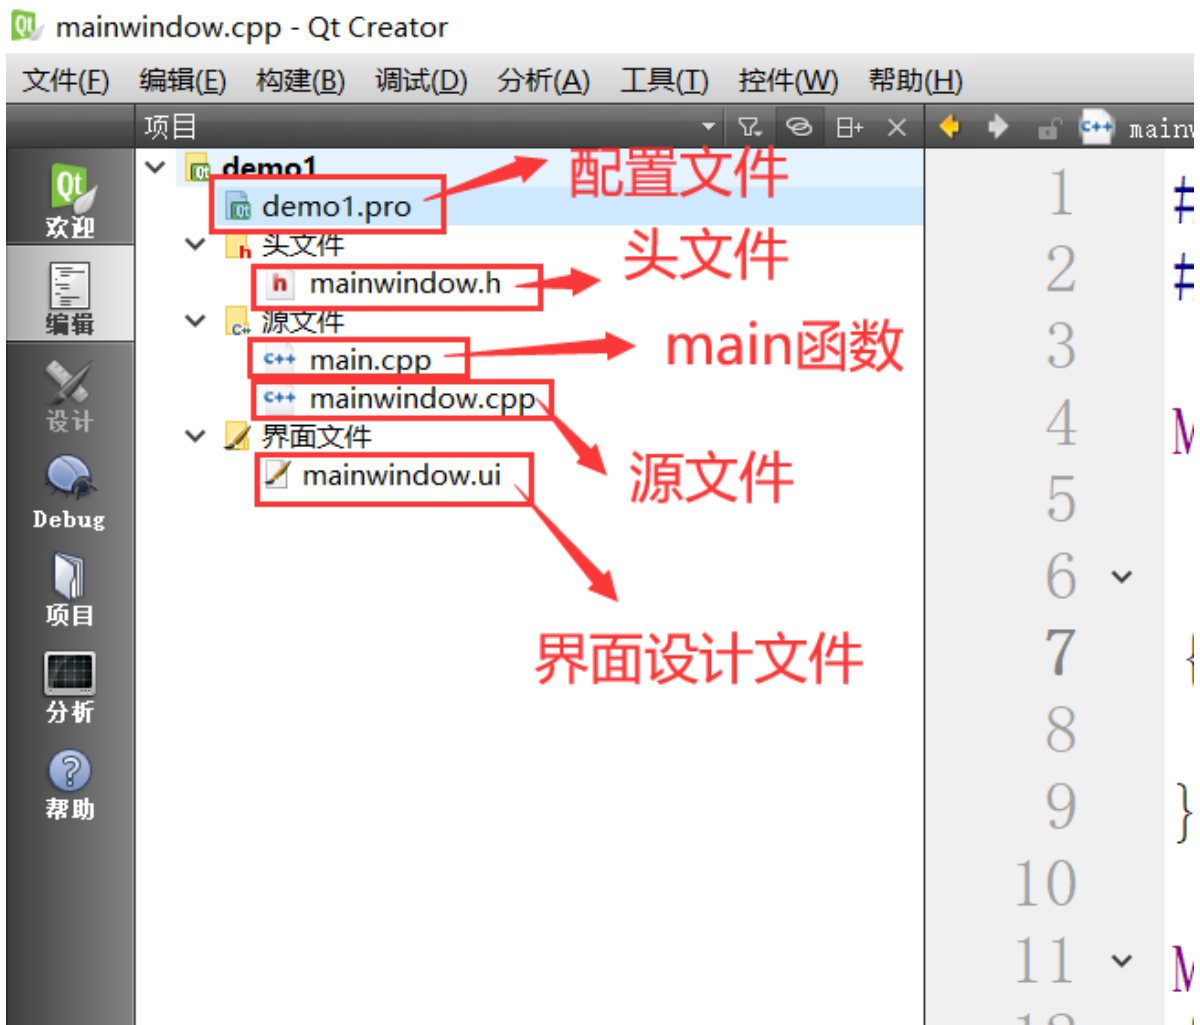 mainwindow.cpp - Qt Creator
文件(F) 编辑(E) 构建(B) 调试(D) 分析(A) 工具(T) 控件(W) 帮助(H)
项目
demo1
demo1.pro
配置文件
头文件
mainwindow.h
头文件
源文件
main.cpp
main函数
mainwindow.cpp
源文件
界面文件
mainwindow.ui
界面设计文件
欢迎
编辑
设计
Debug
项目
分析
帮助
1 #
2 #
3
4
5
6
7 {
8
9 }
10
11